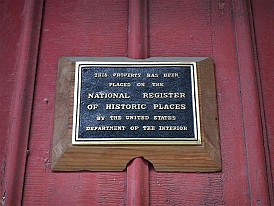 THIS PROPERTY HAS BEEN
PLACED ON THE
NATIONAL REGISTER
OF HISTORIC PLACES
BY THE UNITED STATES
DEPARTMENT OF THE INTERIOR